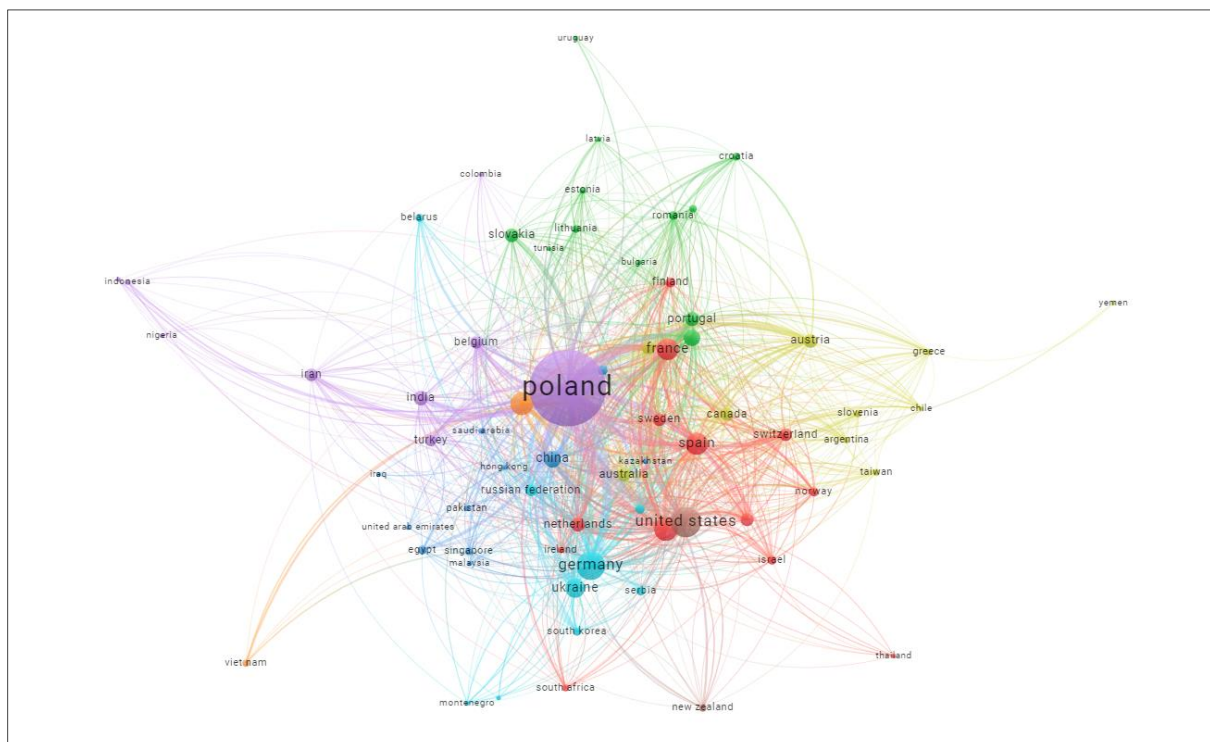 uruguay
latvia
croatia
colombia
estonia
belarus
romania
slovakia
lithuania
tunisia
bulgaria
indonesia
finland
yemen
portugal
nigeria
belgium
france
austria
greece
iran
poland
india
canada
chile
slovenia
sweden
saudi arabia
switzerland
turkey
spain
argentina
china
kazakhstan
hong kong
taiwan
iraq
australia
russian federation
norway
pakistan
united states
netherlands
united arab emirates
egypt
singapore
ireland
malaysia
germany
israel
ukraine
serbia
south korea
thailand
viet nam
south africa
montenegro
new zealand